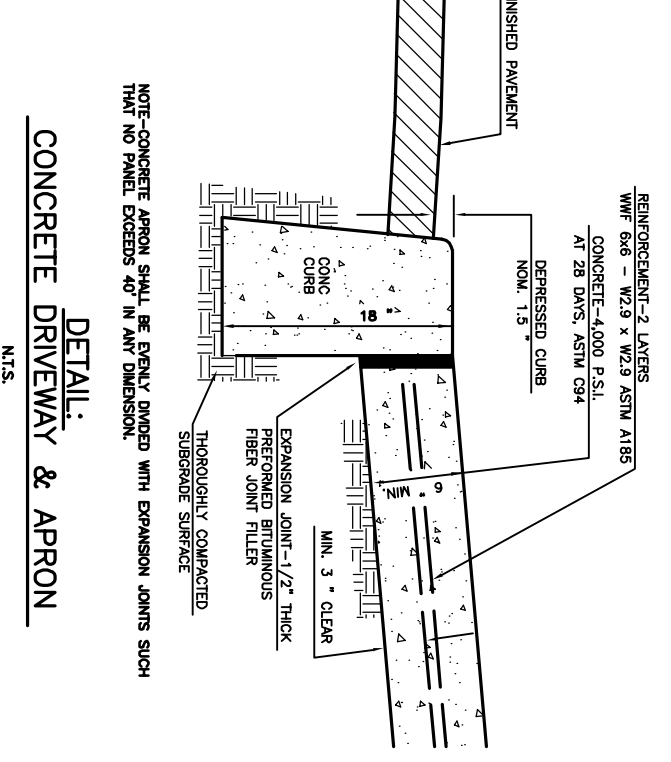 REINFORCEMENT-2 LAYERS
WWF 6x6 - W2.9 x W2.9 ASTM A185
CONCRETE-4,000 P.S.I.
AT 28 DAYS, ASTM C94
DEPRESSED CURB
NOM. 1.5 "
NISHED PAVEMENT
CONC
CURB
18 "
6 " MIN.
MIN. 3 " CLEAR
EXPANSION JOINT-1/2" THICK
PREFORMED BITUMINOUS
FIBER JOINT FILLER
THOROUGHLY COMPACTED
SUBGRADE SURFACE
NOTE-CONCRETE APRON SHALL BE EVENLY DIVIDED WITH EXPANSION JOINTS SUCH
THAT NO PANEL EXCEEDS 40' IN ANY DIMENSION.
DETAIL:
CONCRETE DRIVEWAY & APRON
N.T.S.